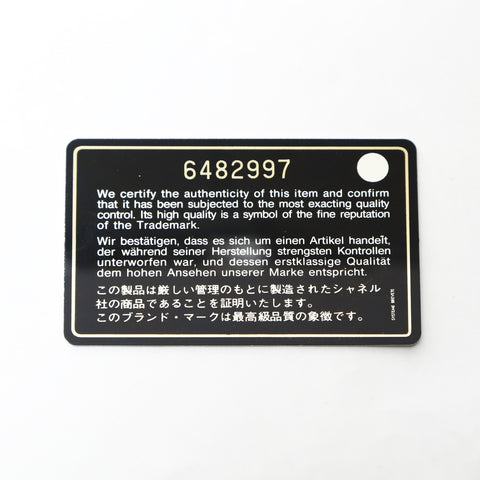 6482997
We certify the authenticity of this item and confirm
that it has been subjected to the most exacting quality
control. Its high quality is a symbol of the fine reputation
of the Trademark.
Wir bestätigen, dass es sich um einen Artikel handelt,
der während seiner Herstellung strengsten Kontrollen
unterworfen war, und dessen erstklassige Qualität
dem hohen Ansehen unserer Marke entspricht.
この製品は厳しい管理のもとに製造されたシャネル
社の商品であることを証明いたします。
このブランド・マークは最高級品質の象徴です。